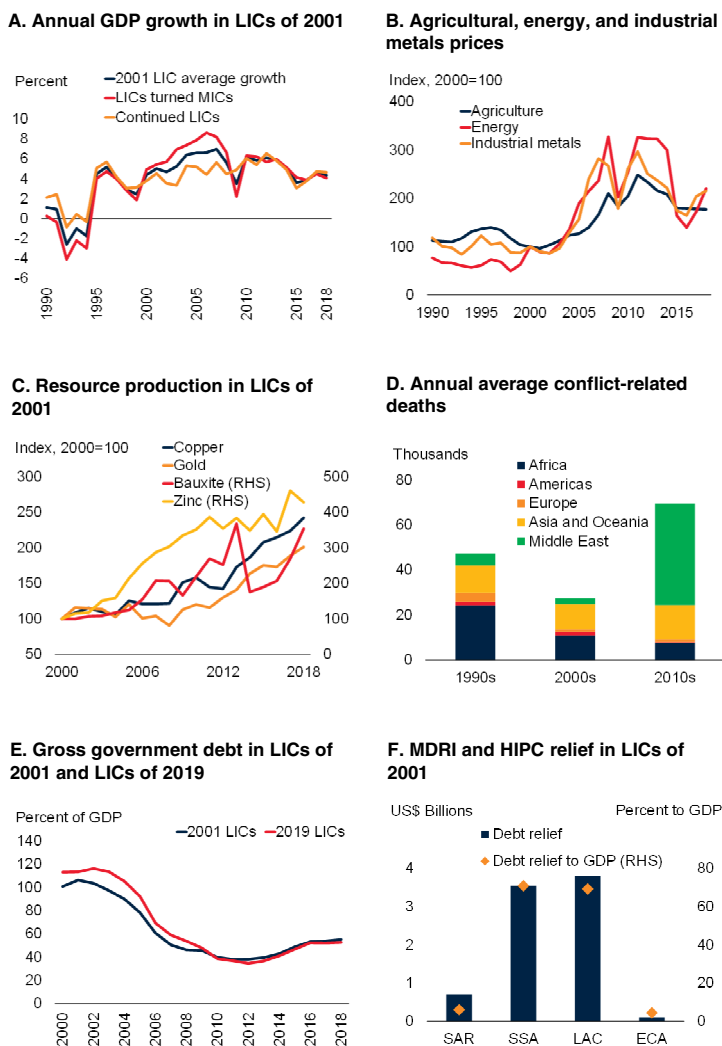 A. Annual GDP growth in LICs of 2001
Percent
2001 LIC average growth
LICs turned MICs
Continued LICs
10
8
6
4
2
0
-2
-4
-6
1990
1995
2000
2005
2010
2015
2018
B. Agricultural, energy, and industrial
metals prices
Index, 2000=100
Agriculture
Energy
Industrial metals
400
300
200
100
0
1990
1995
2000
2005
2010
2015
C. Resource production in LICs of
2001
Index, 2000=100
Copper
Gold
Bauxite (RHS)
Zinc (RHS)
300
250
200
150
100
50
500
400
300
200
100
0
2000
2006
2012
2018
D. Annual average conflict-related
deaths
Thousands
Africa
Americas
Europe
Asia and Oceania
Middle East
80
60
40
20
0
1990s
2000s
2010s
E. Gross government debt in LICs of
2001 and LICs of 2019
Percent of GDP
2001 LICs
2019 LICs
140
120
100
80
60
40
20
0
2000
2002
2004
2006
2008
2010
2012
2014
2016
2018
F. MDRI and HIPC relief in LICs of
2001
US$ Billions
Percent to GDP
Debt relief
Debt relief to GDP (RHS)
4
3
2
1
0
80
60
40
20
0
SAR
SSA
LAC
ECA